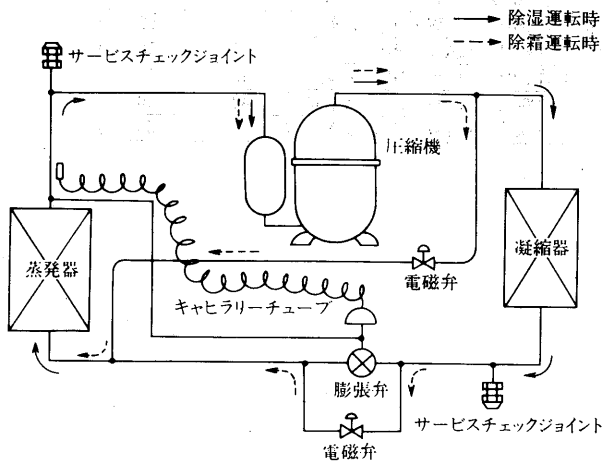 除湿運転時
除霜運転時
サービスチェックジョイント
圧縮機
凝縮器
蒸発器
電磁弁
キャピラリーチューブ
膨張弁
サービスチェックジョイント
電磁弁